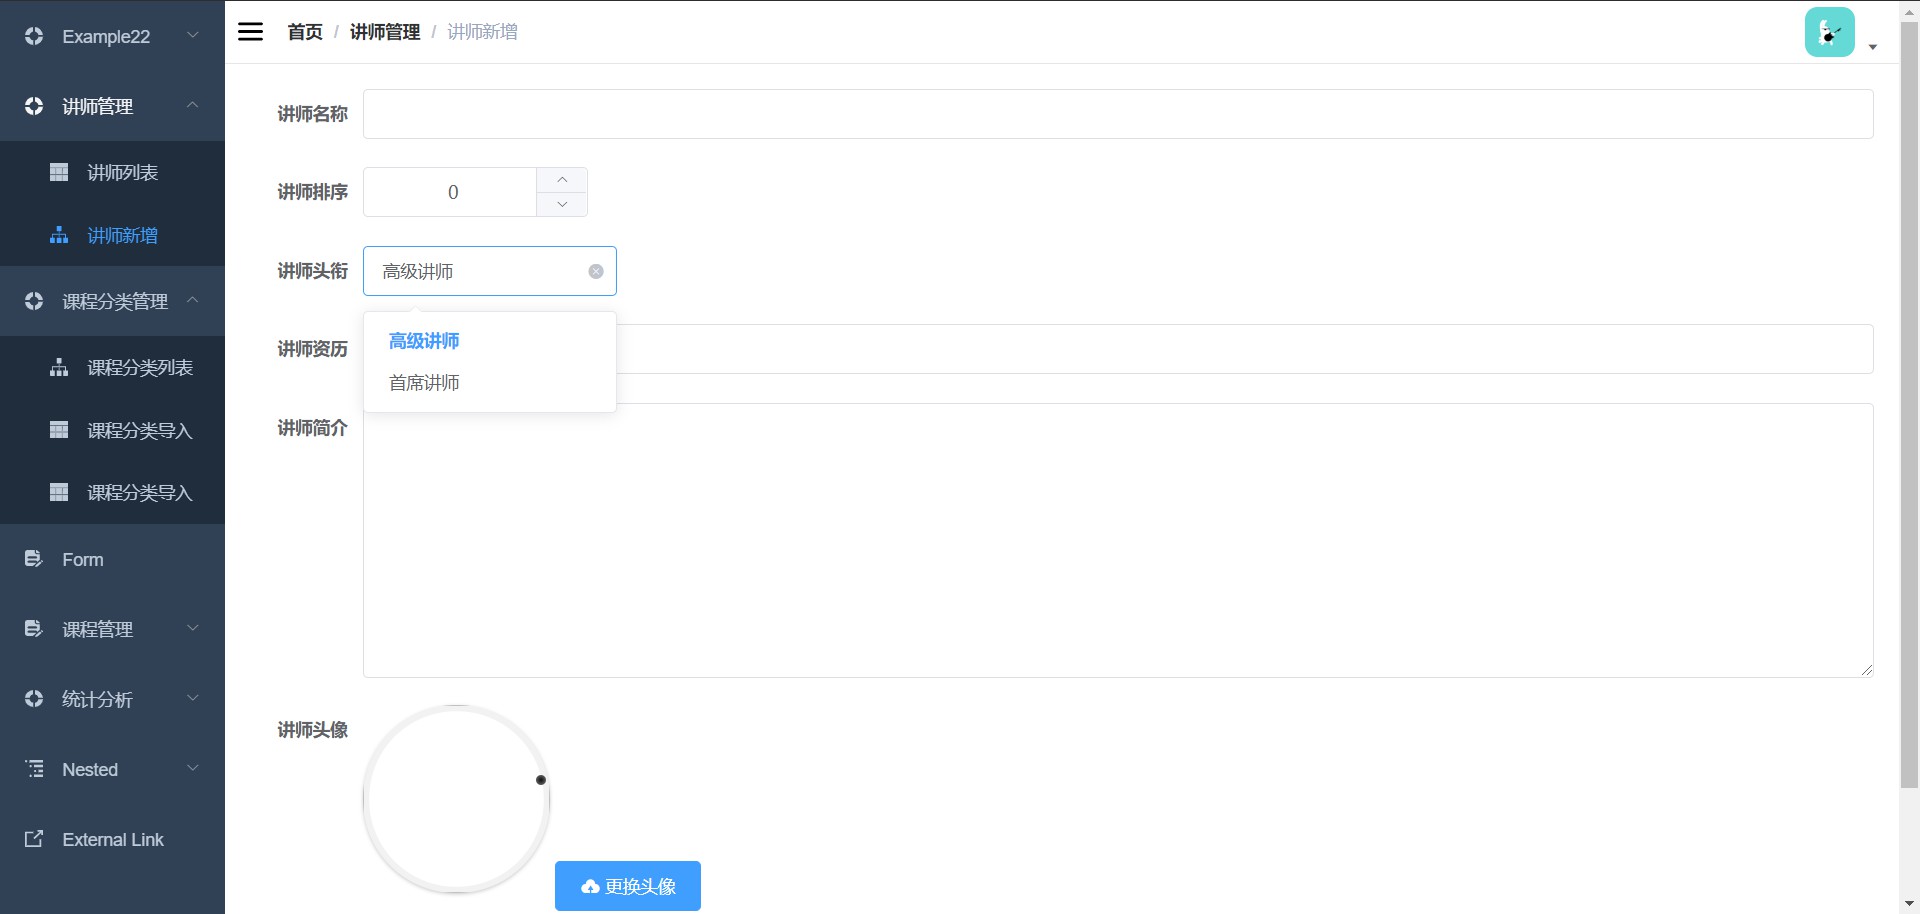 Example22
讲师管理
讲师列表
讲师新增
课程分类管理
课程分类列表
课程分类导入
课程分类导入
Form
课程管理
统计分析
Nested
External Link
首页 / 讲师管理 / 讲师新增
讲师名称
讲师排序 0
讲师头衔 高级讲师
高级讲师
首席讲师
讲师资历
讲师简介
讲师头像
更换头像